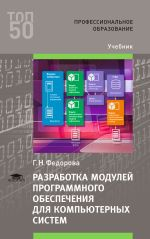 ТОП
50
ПРОФЕССИОНАЛЬНОЕ
ОБРАЗОВАНИЕ
Учебник
Г.Н. Федорова
РАЗРАБОТКА МОДУЛЕЙ
ПРОГРАММНОГО
ОБЕСПЕЧЕНИЯ
ДЛЯ КОМПЬЮТЕРНЫХ
СИСТЕМ